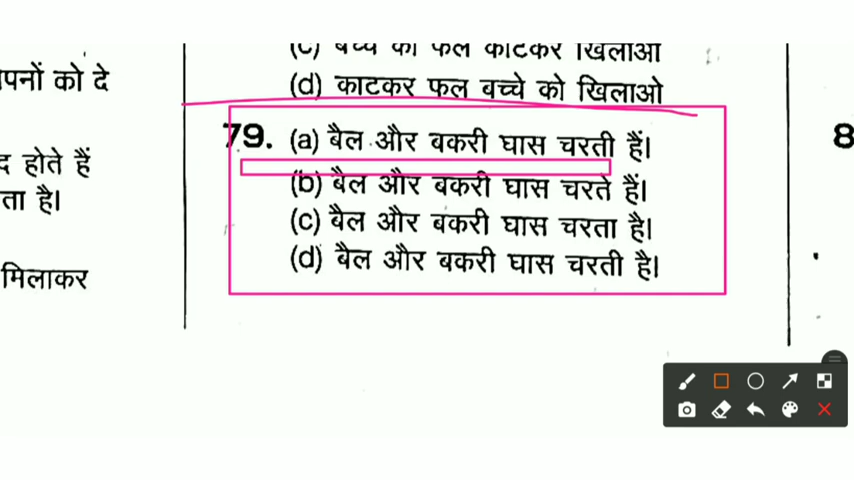 पनों को दे
द होते हैं
ता है।
मिलाकर
(c) बच्चे को फल काटकर खिलाओ
(d) काटकर फल बच्चे को खिलाओ
79. (a) बैल और बकरी घास चरती हैं।
(b) बैल और बकरी घास चरते हैं।
(c) बैल और बकरी घास चरता है।
(d) बैल और बकरी घास चरती है।
8